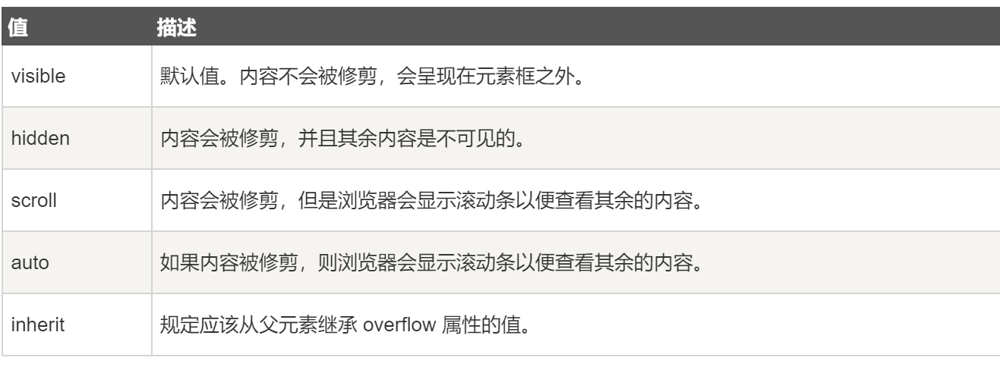 值 描述
visible 默认值。内容不会被修剪，会呈现在元素框之外。
hidden 内容会被修剪，并且其余内容是不可见的。
scroll 内容会被修剪，但是浏览器会显示滚动条以便查看其余的内容。
auto 如果内容被修剪，则浏览器会显示滚动条以便查看其余的内容。
inherit 规定应该从父元素继承 overflow 属性的值。